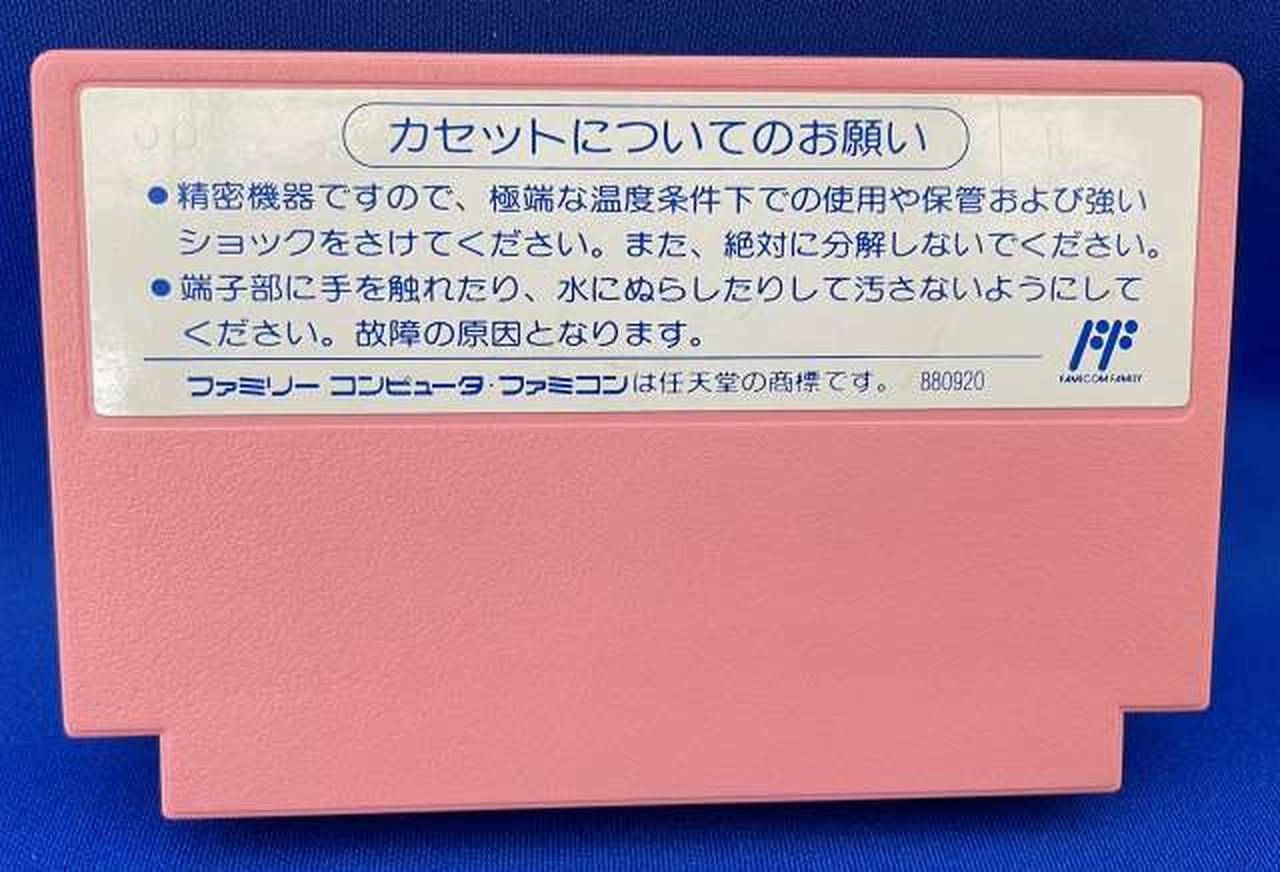 カセットについてのお願い
●精密機器ですので、極端な温度条件下での使用や保管および強い
ショックをさけてください。また、絶対に分解しないでください。
●端子部に手を触れたり、水にぬらしたりして汚さないようにして
ください。故障の原因となります。
ファミリー コンピュータ・ファミコンは任天堂の商標です。 880920
FAMICOM FAMILY